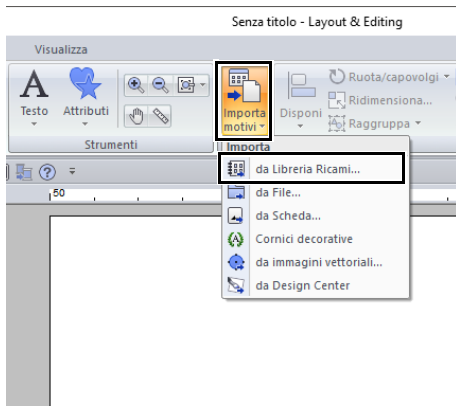 Senza titolo - Layout & Editing
Visualizza
A
Testo
Attributi
Strumenti
Importa
motivi
Disponi
Ruota/capovolgi
Ridimensiona...
Raggruppa
Importa
da Libreria Ricami...
da File...
da Scheda...
Cornici decorative
da immagini vettoriali...
da Design Center
50